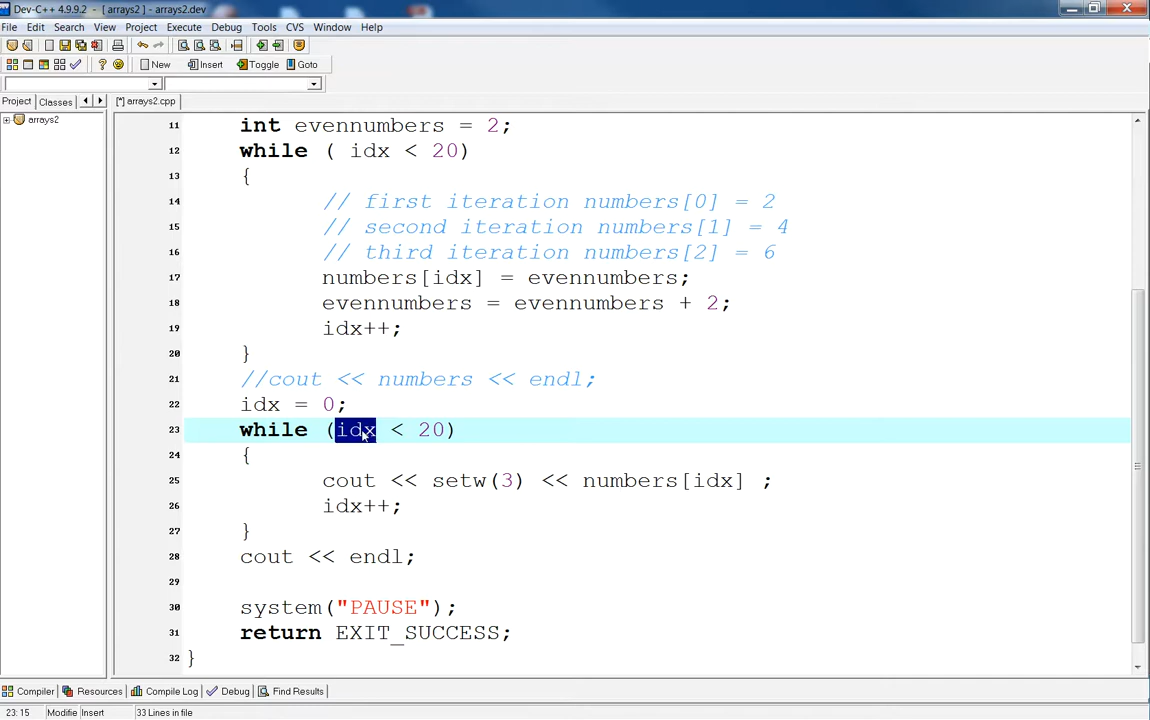 Dev-C++ 4.9.9.2 - [ arrays2 ] - arrays2.dev
File Edit Search View Project Execute Debug Tools CVS Window Help
New Insert Toggle Goto
Project Classes [*] arrays2.cpp
arrays2
11 int evennumbers = 2;
12 while ( idx < 20)
13 {
14 // first iteration numbers[0] = 2
15 // second iteration numbers[1] = 4
16 // third iteration numbers[2] = 6
17 numbers[idx] = evennumbers;
18 evennumbers = evennumbers + 2;
19 idx++;
20 }
21 //cout << numbers << endl;
22 idx = 0;
23 while (idx < 20)
24 {
25 cout << setw(3) << numbers[idx] ;
26 idx++;
27 }
28 cout << endl;
29
30 system("PAUSE");
31 return EXIT_SUCCESS;
32 }
Compiler Resources Compile Log Debug Find Results
23: 15 Modifie Insert 33 Lines in file